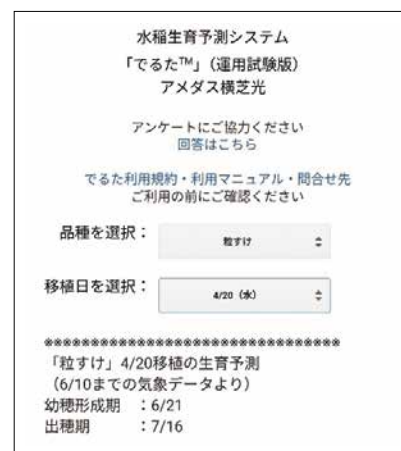 水稲生育予測システム
「でるた™」（運用試験版）
アメダス横芝光
アンケートにご協力ください
回答はこちら
でるた利用規約・利用マニュアル・問合せ先
ご利用の前にご確認ください
品種を選択： 粒すけ
移植日を選択： 4/20（水）
********************************
「粒すけ」4/20移植の生育予測
（6/10までの気象データより）
幼穂形成期 ：6/21
出穂期 ：7/16